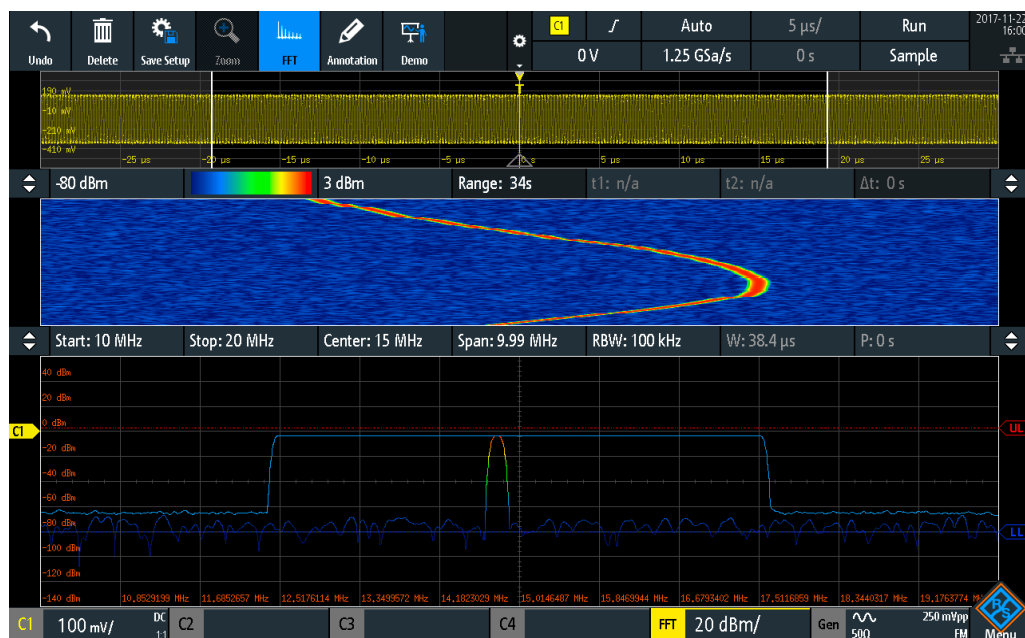 Undo
Delete
Save Setup
Zoom
FFT
Annotation
Demo
C1 Auto 5 µs/ Run
0 V 1.25 GSa/s 0 s Sample
2017-11-22
16:00
190 mV
-10 mV
-210 mV
-410 mV
-25 µs -20 µs -15 µs -10 µs -5 µs 0 s 5 µs 10 µs 15 µs 20 µs 25 µs
T
-80 dBm 3 dBm Range: 34s t1: n/a t2: n/a Δt: 0 s
Start: 10 MHz Stop: 20 MHz Center: 15 MHz Span: 9.99 MHz RBW: 100 kHz W: 38.4 µs P: 0 s
40 dBm
20 dBm
0 dBm
C1 UL
-20 dBm
-40 dBm
-60 dBm
-80 dBm
LL
-100 dBm
-120 dBm
-140 dBm 10,8529199 MHz 11,6852657 MHz 12,5176114 MHz 13,3499572 MHz 14,1823029 MHz 15,0146487 MHz 15,8469944 MHz 16,6793402 MHz 17,5116859 MHz 18,3440317 MHz 19,1763774
C1 100 mV/ DC 1:1 C2 C3 C4 FFT 20 dBm/ Gen 250 mVpp
50Ω FM
R&S
Menu